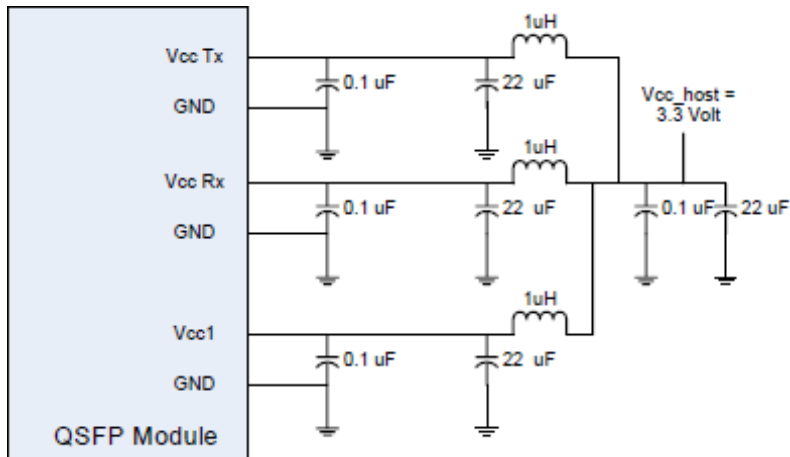 1uH
Vcc Tx
0.1 uF
22 uF
GND
Vcc_host =
3.3 Volt
1uH
Vcc Rx
0.1 uF
22 uF
0.1 uF
22 uF
GND
1uH
Vcc1
0.1 uF
22 uF
GND
QSFP Module